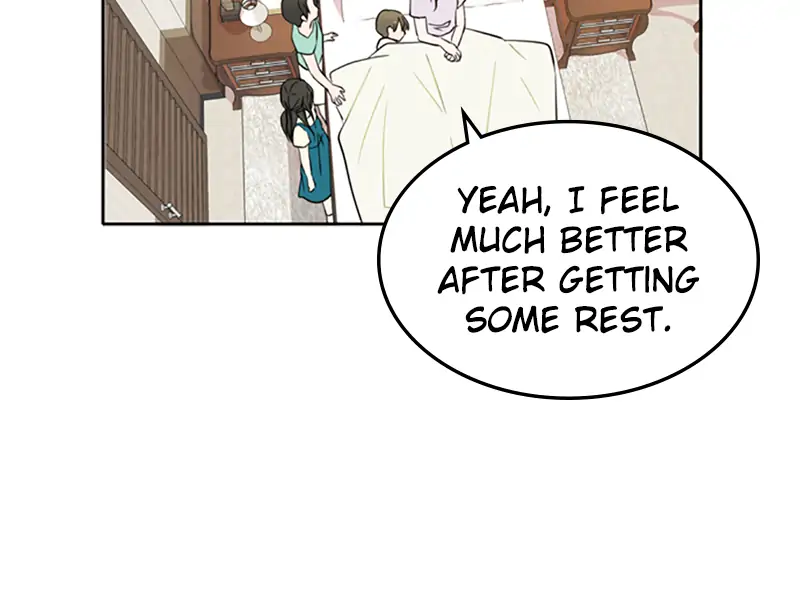 YEAH, I FEEL
MUCH BETTER
AFTER GETTING
SOME REST.